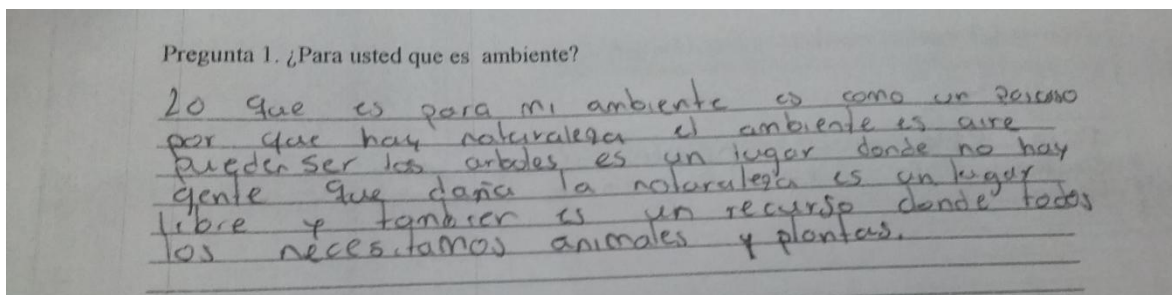 Pregunta 1. ¿Para usted que es ambiente?
Lo que es para mi ambiente es como un
por que hay naturaleza el ambiente es aire
pueden ser los arboles, es un lugar donde no hay
gente que daña la naturaleza es un lugar
libre y tambien es un recurso donde todos
los necesitamos animales y plantas.